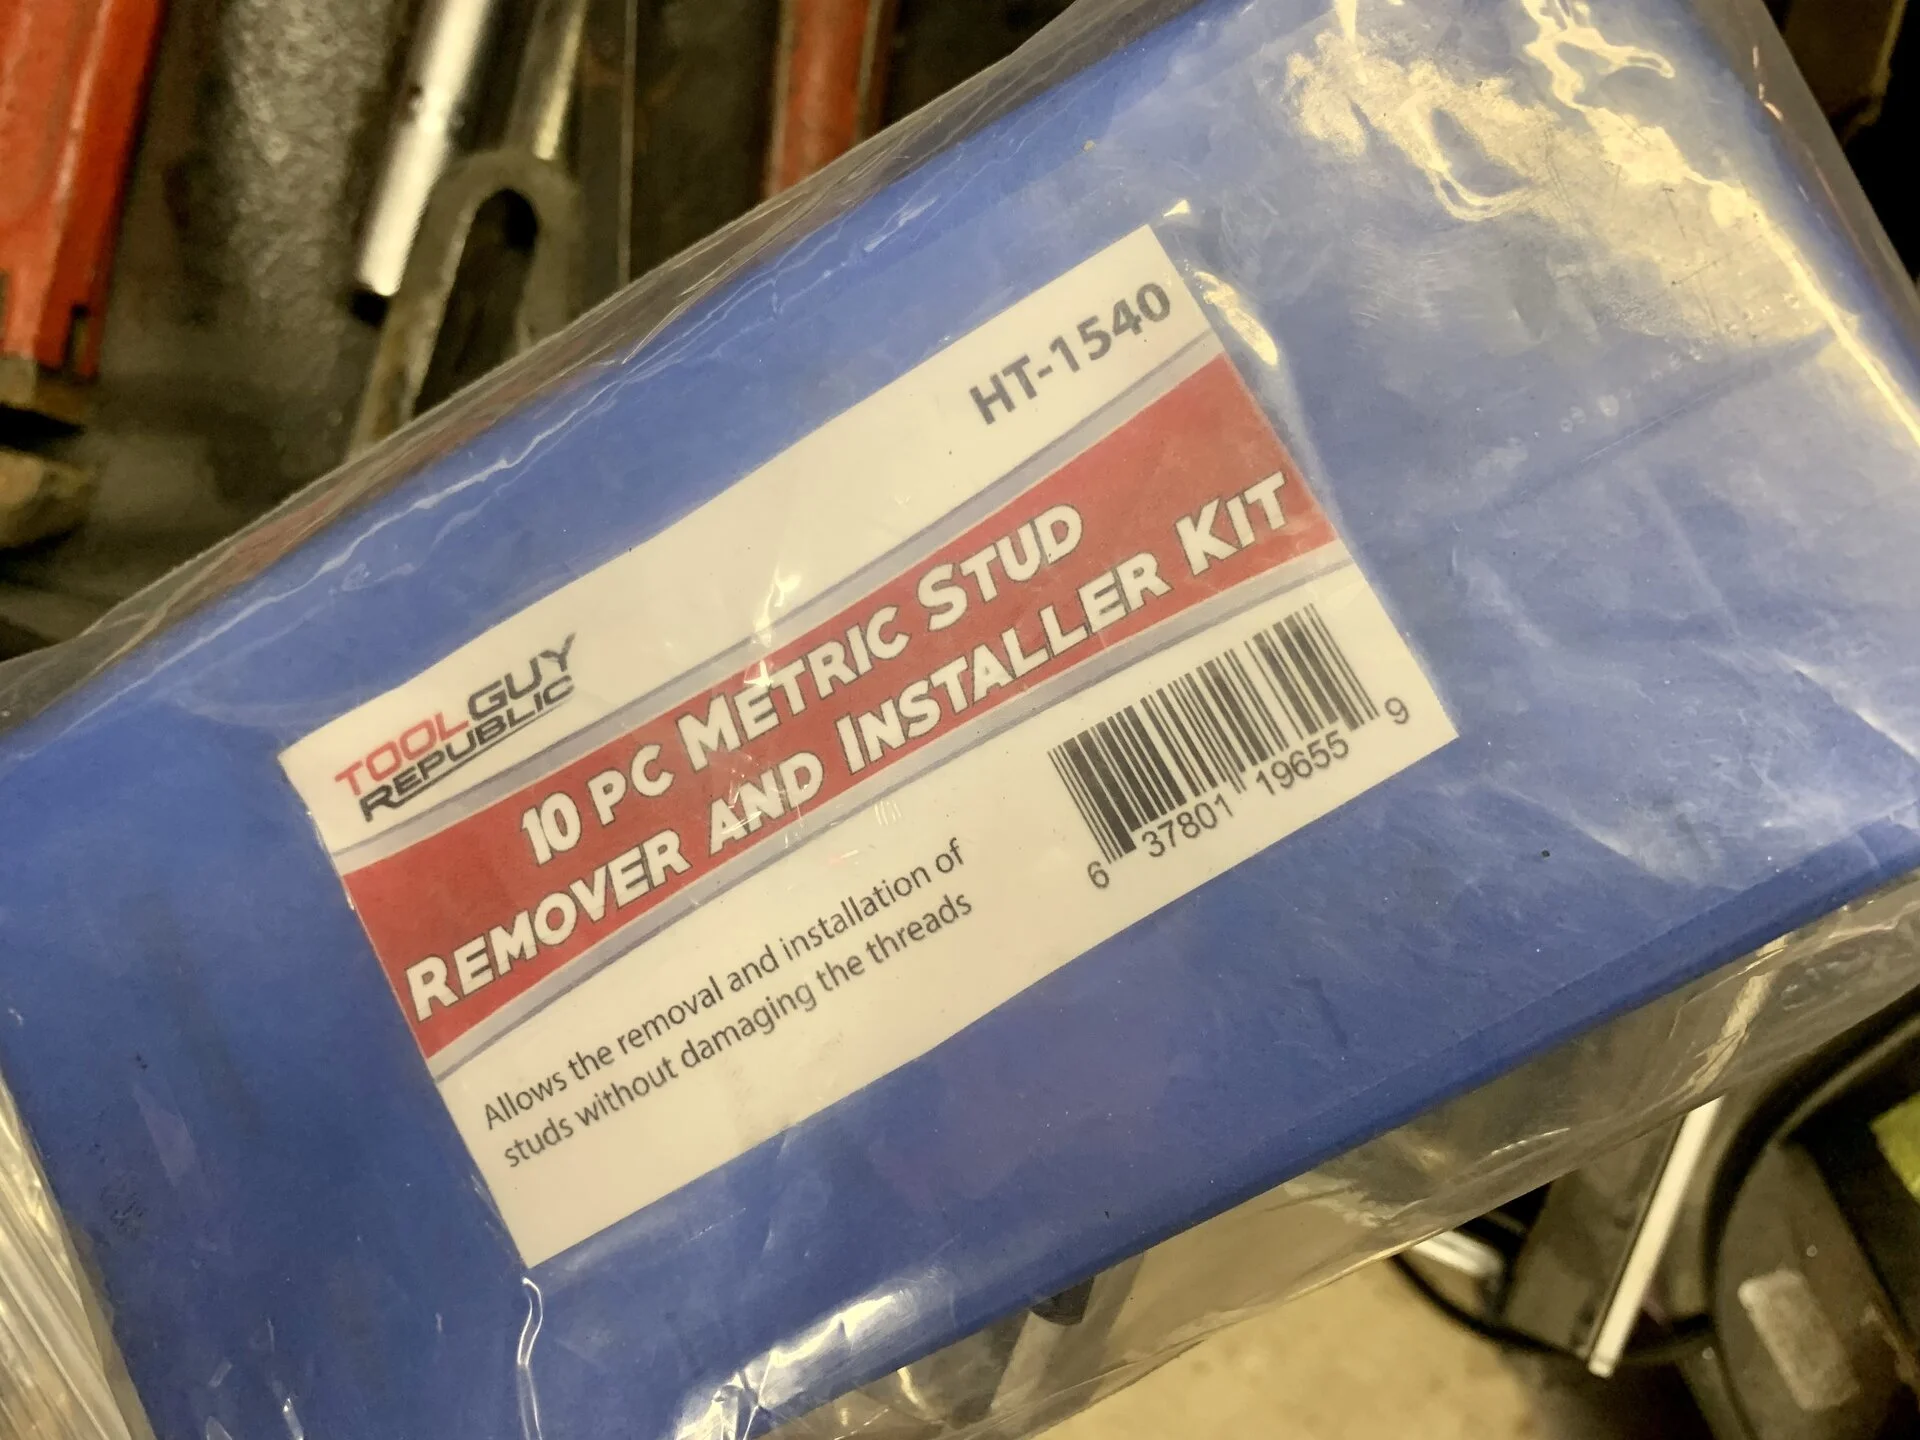 HT-1540
TOOLGUY
REPUBLIC
10 PC METRIC STUD
REMOVER AND INSTALLER KIT
Allows the removal and installation of
studs without damaging the threads
6 37801 19655 9